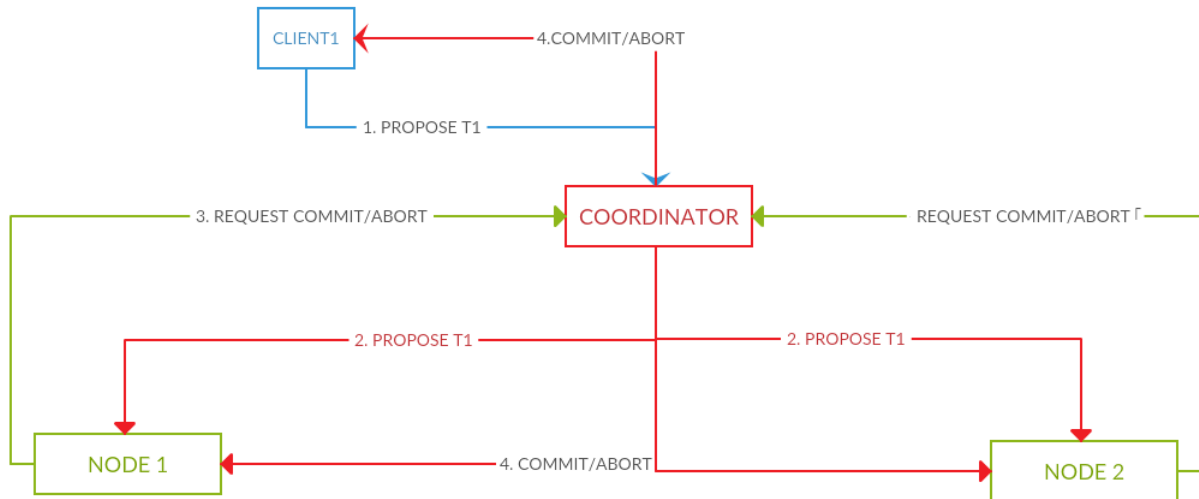 CLIENT1
4.COMMIT/ABORT
1. PROPOSE T1
3. REQUEST COMMIT/ABORT
COORDINATOR
REQUEST COMMIT/ABORT
2. PROPOSE T1
2. PROPOSE T1
NODE 1
4. COMMIT/ABORT
NODE 2